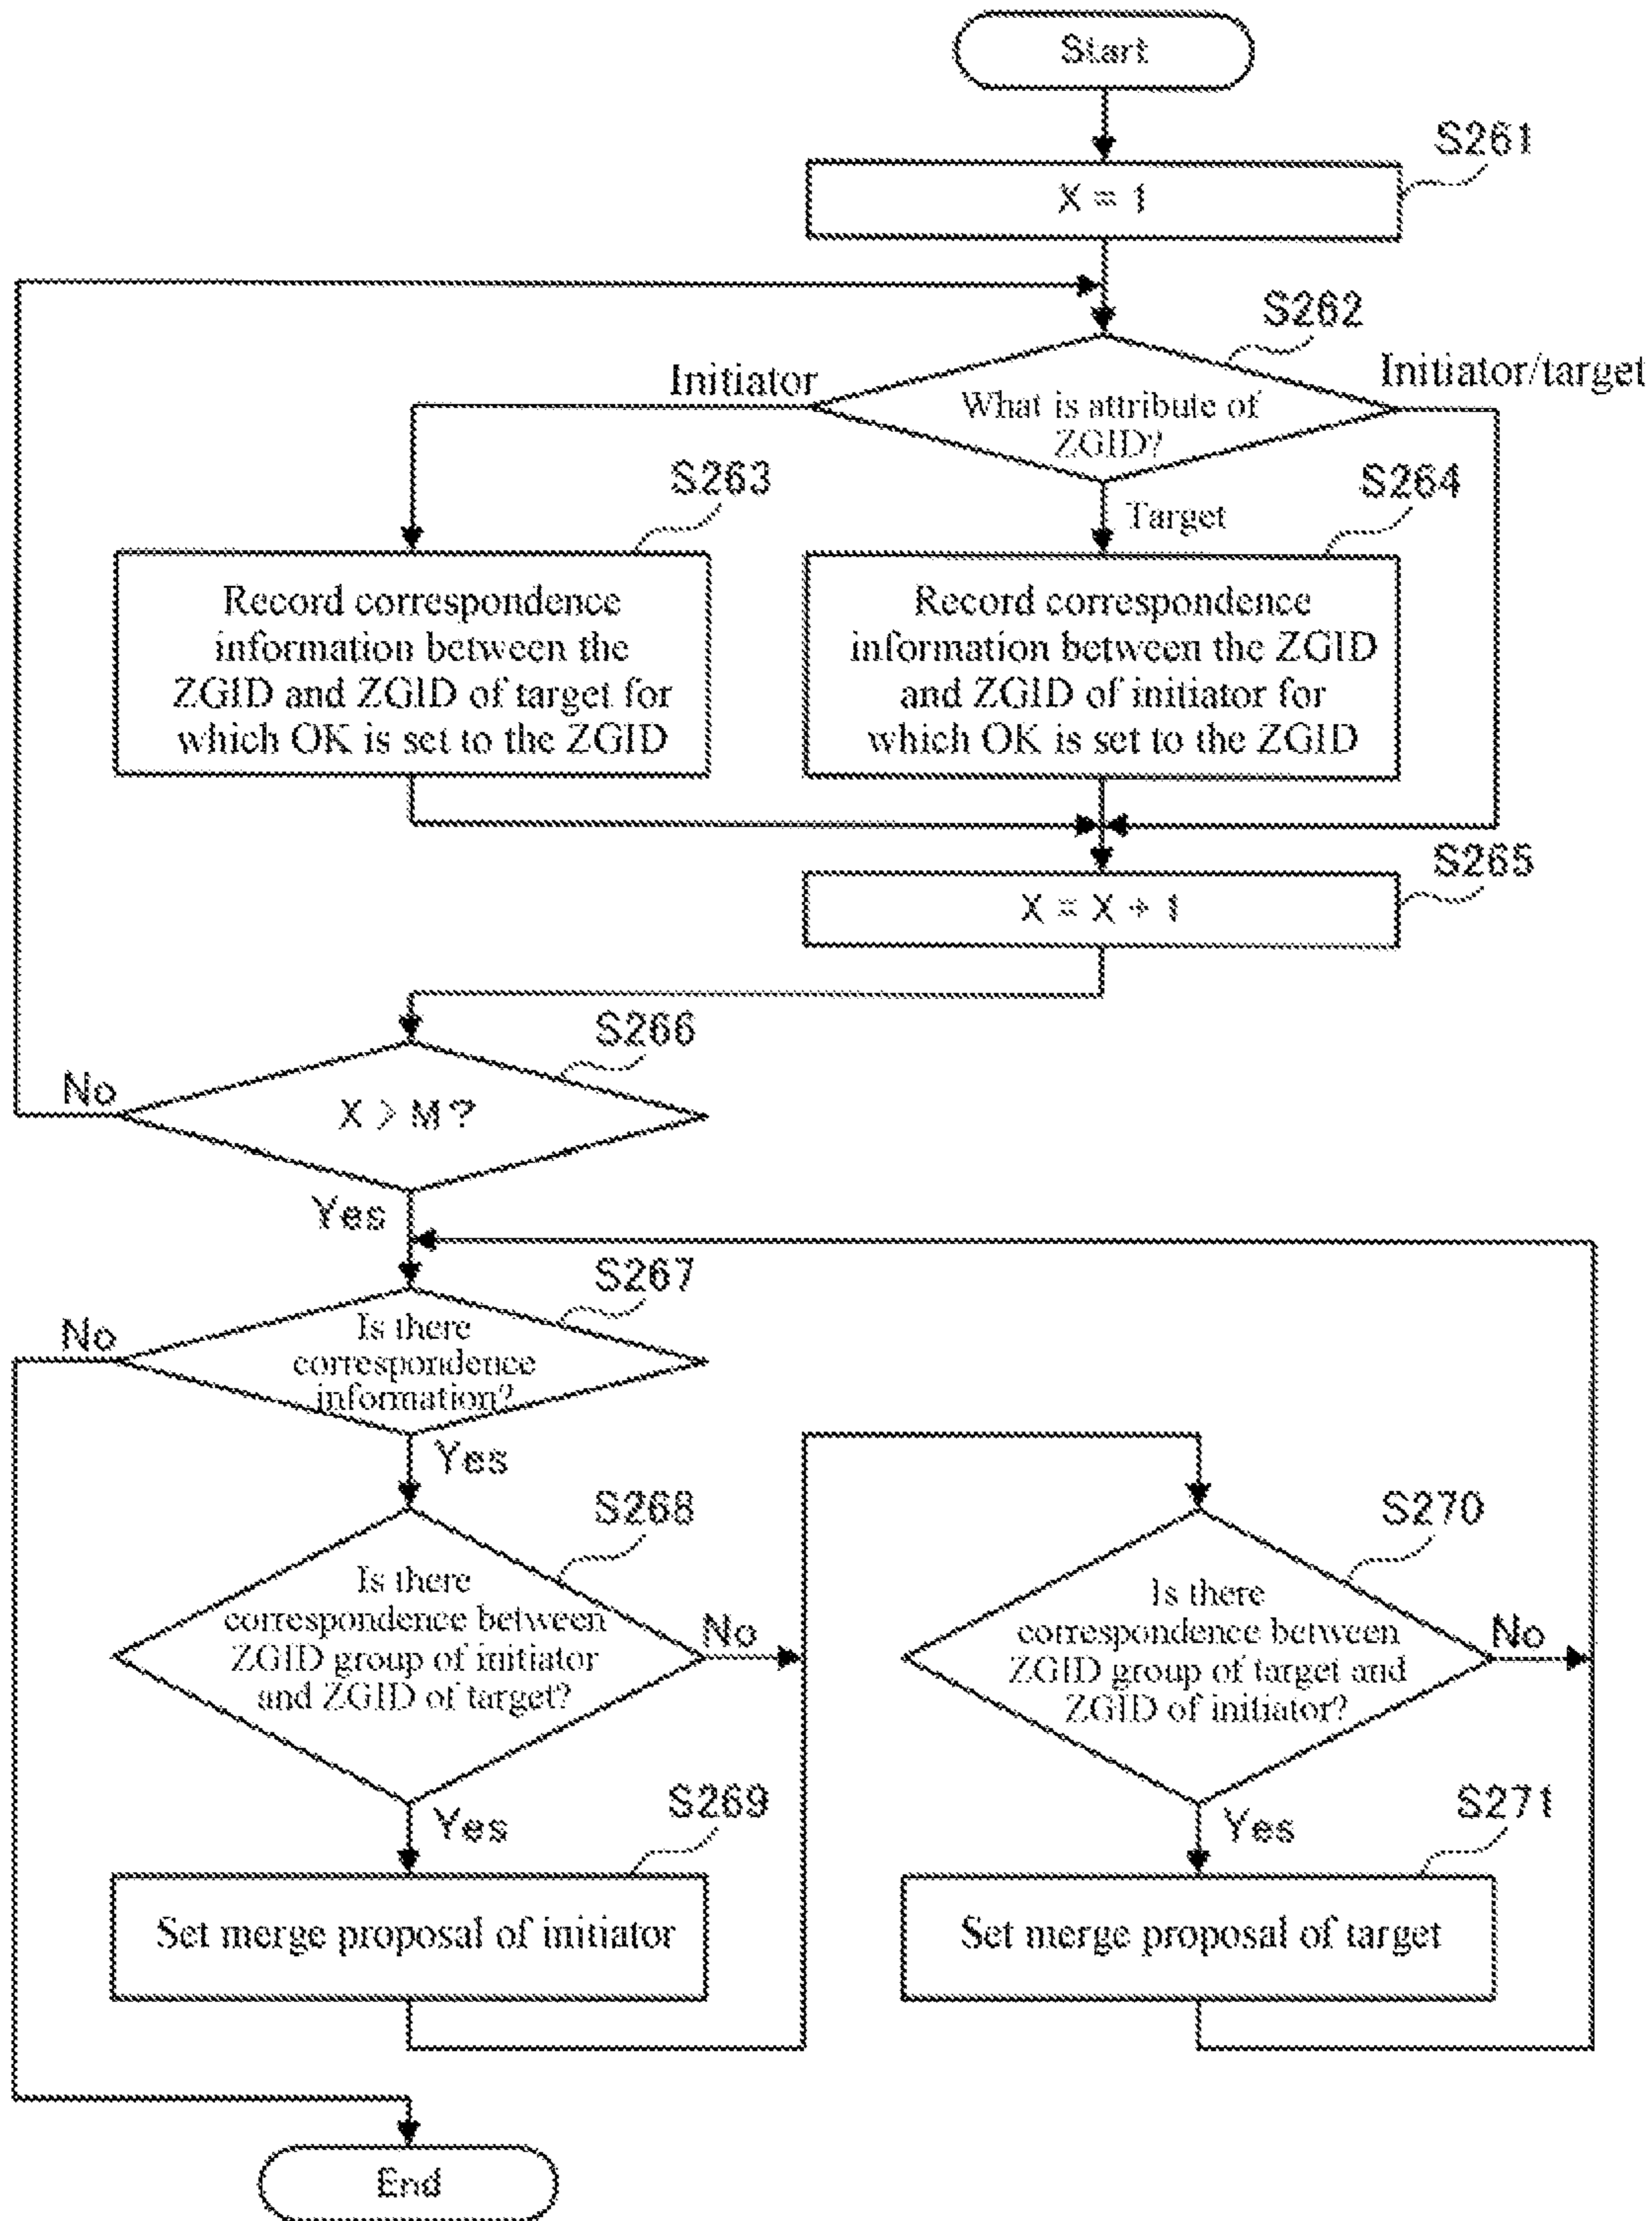 Start
S261
X = 1
S262
Initiator
Initiator/target
What is attribute of
ZGID?
S263
S264
Target
Record correspondence
information between the
ZGID and ZGID of target for
which OK is set to the ZGID
Record correspondence
information between the ZGID
and ZGID of initiator for
which OK is set to the ZGID
S265
X = X + 1
S266
No
X > M ?
Yes
S267
No
Is there
correspondence
information?
Yes
S268
Is there
correspondence between
ZGID group of initiator
and ZGID of target?
No
S270
Is there
correspondence between
ZGID group of target and
ZGID of initiator?
No
Yes
S269
Set merge proposal of initiator
Yes
S271
Set merge proposal of target
End